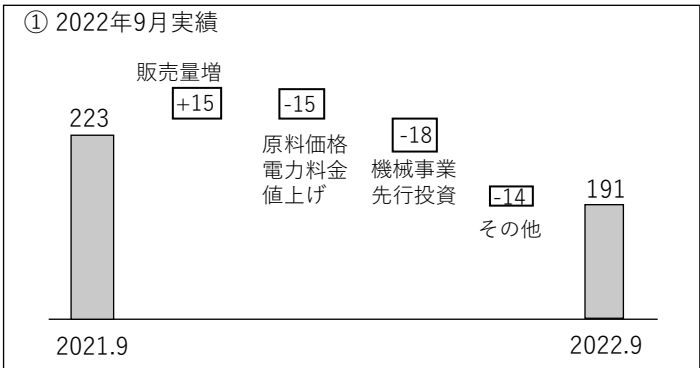 ① 2022年9月実績
販売量増
+15
-15
-18
-14
223
原料価格
電力料金
値上げ
機械事業
先行投資
その他
191
2021.9
2022.9